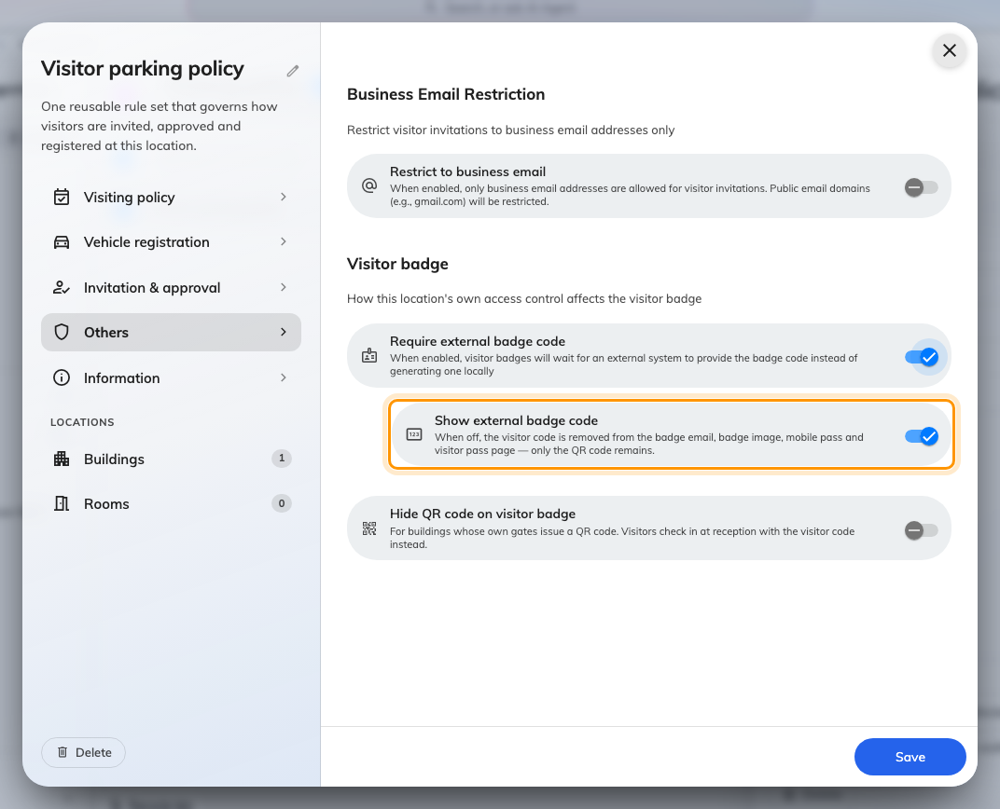 Visitor parking policy
One reusable rule set that governs how
visitors are invited, approved and
registered at this location.
Visiting policy
Vehicle registration
Invitation & approval
Others
Information
LOCATIONS
Buildings 1
Rooms 0
Delete
Business Email Restriction
Restrict visitor invitations to business email addresses only
Restrict to business email
When enabled, only business email addresses are allowed for visitor invitations. Public email domains
(e.g., gmail.com) will be restricted.
Visitor badge
How this location's own access control affects the visitor badge
Require external badge code
When enabled, visitor badges will wait for an external system to provide the badge code instead of
generating one locally
123
Show external badge code
When off, the visitor code is removed from the badge email, badge image, mobile pass and
visitor pass page — only the QR code remains.
Hide QR code on visitor badge
For buildings whose own gates issue a QR code. Visitors check in at reception with the visitor code
instead.
Save